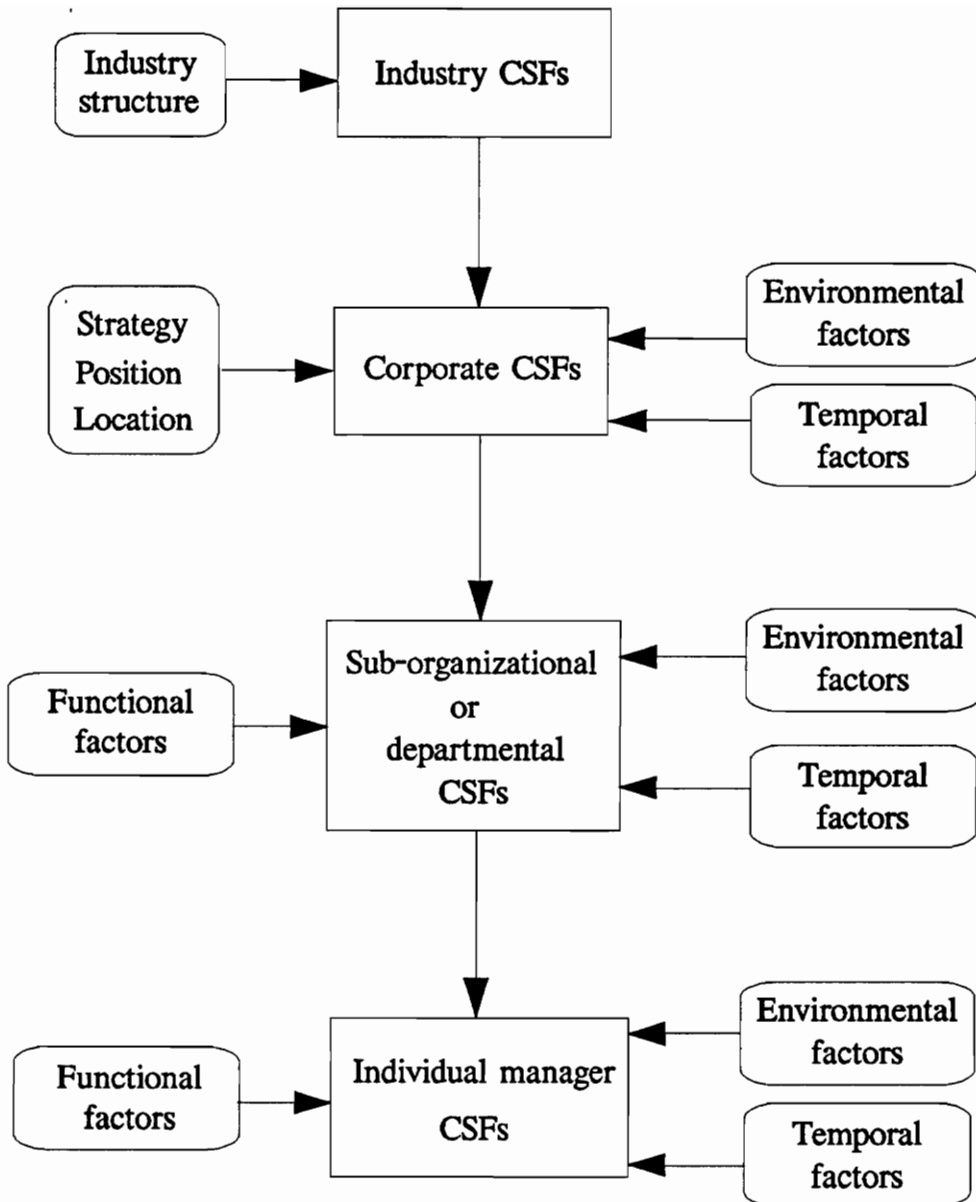 Industry
structure
Industry CSFs
Strategy
Position
Location
Corporate CSFs
Environmental
factors
Temporal
factors
Functional
factors
Sub-organizational
or
departmental
CSFs
Environmental
factors
Temporal
factors
Functional
factors
Individual manager
CSFs
Environmental
factors
Temporal
factors